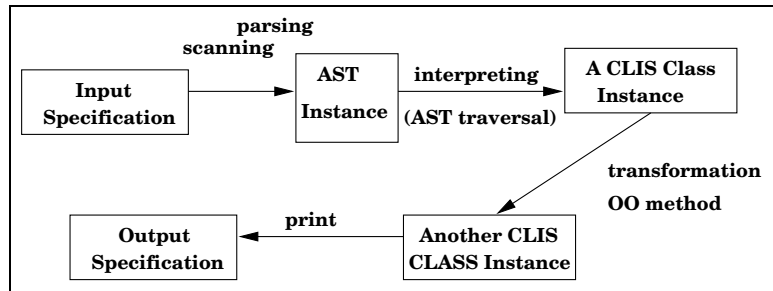 parsing
scanning
Input
Specification
AST
Instance
interpreting
(AST traversal)
A CLIS Class
Instance
transformation
OO method
Another CLIS
CLASS Instance
print
Output
Specification